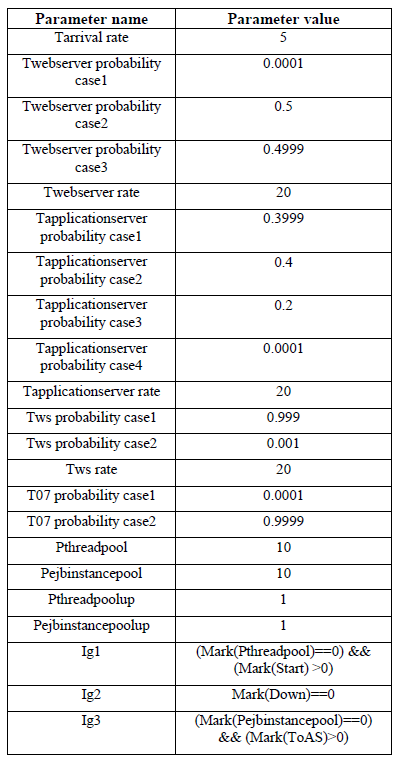 Parameter name Parameter value
Tarrival rate 5
Twebserver probability 0.0001
case1
Twebserver probability 0.5
case2
Twebserver probability 0.4999
case3
Twebserver rate 20
Tapplicationserver 0.3999
probability case1
Tapplicationserver 0.4
probability case2
Tapplicationserver 0.2
probability case3
Tapplicationserver 0.0001
probability case4
Tapplicationserver rate 20
Tws probability case1 0.999
Tws probability case2 0.001
Tws rate 20
T07 probability case1 0.0001
T07 probability case2 0.9999
Pthreadpool 10
Pejbinstancepool 10
Pthreadpoolup 1
Pejbinstancepoolup 1
Ig1 (Mark(Pthreadpool)==0) &&
(Mark(Start) >0)
Ig2 Mark(Down)==0
Ig3 (Mark(Pejbinstancepool)==0)
&& (Mark(ToAS)>0)